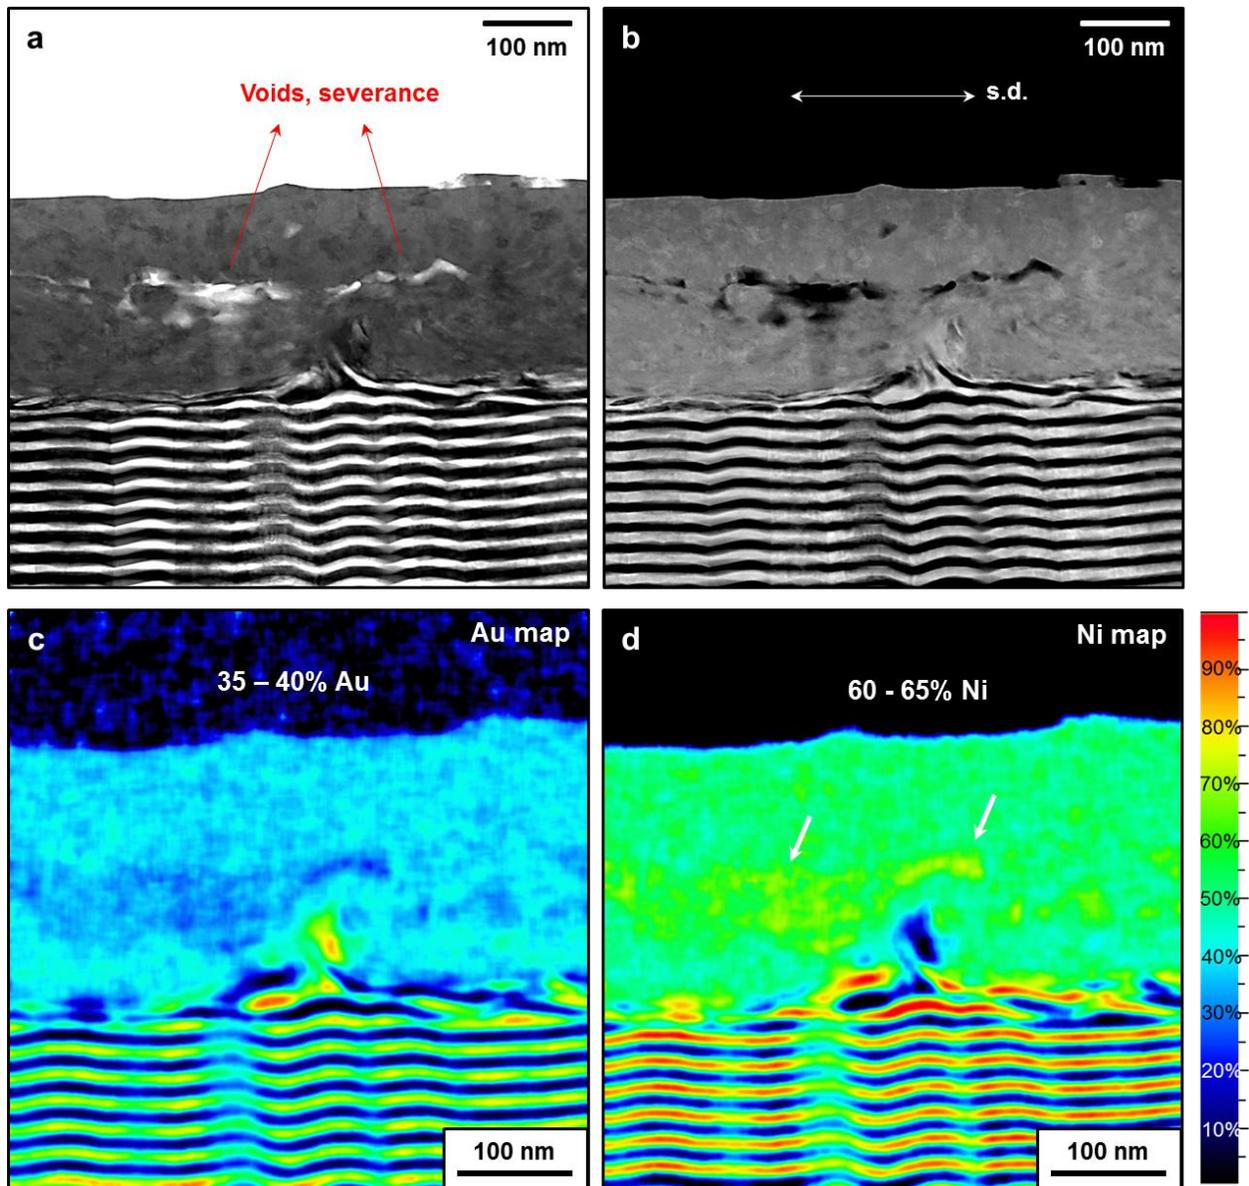 a
100 nm
Voids, severance
b
100 nm
s.d.
c
Au map
35 – 40% Au
100 nm
d
Ni map
60 - 65% Ni
100 nm
90%
80%
70%
60%
50%
40%
30%
20%
10%